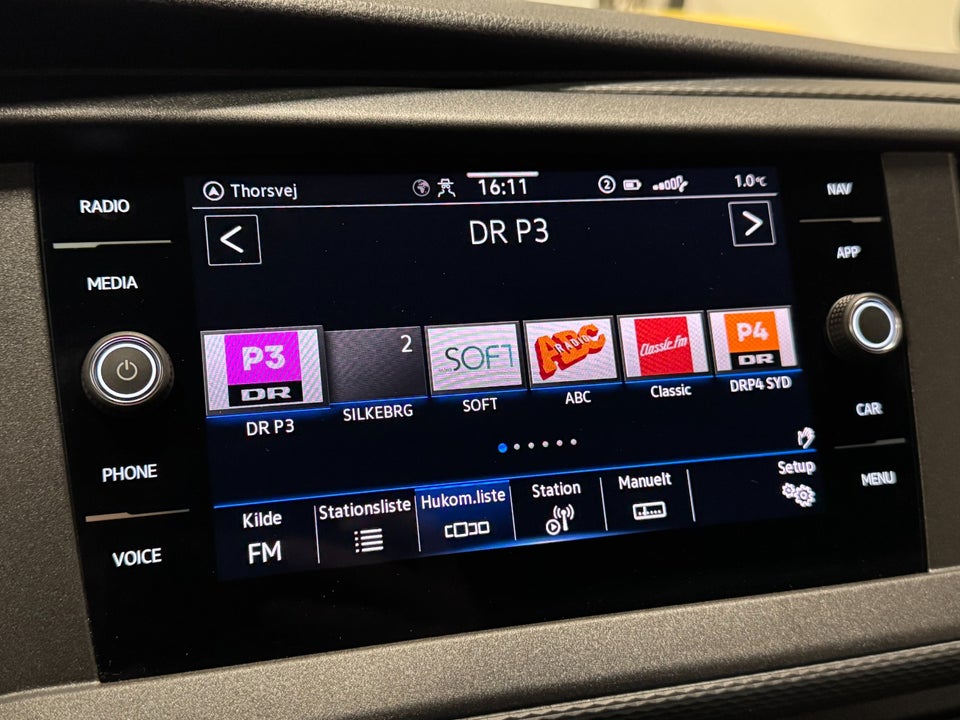 RADIO
MEDIA
PHONE
VOICE
Thorsvej
16:11
2
1.0°C
<
DR P3
>
P3
DR
2
SOFT
ABC
RADIO
Classic fm
P4
DR
DR P3
SILKEBRG
SOFT
ABC
Classic
DRP4 SYD
Kilde
FM
Stationsliste
Hukom.liste
Station
Manuelt
Setup
NAV
APP
CAR
MENU